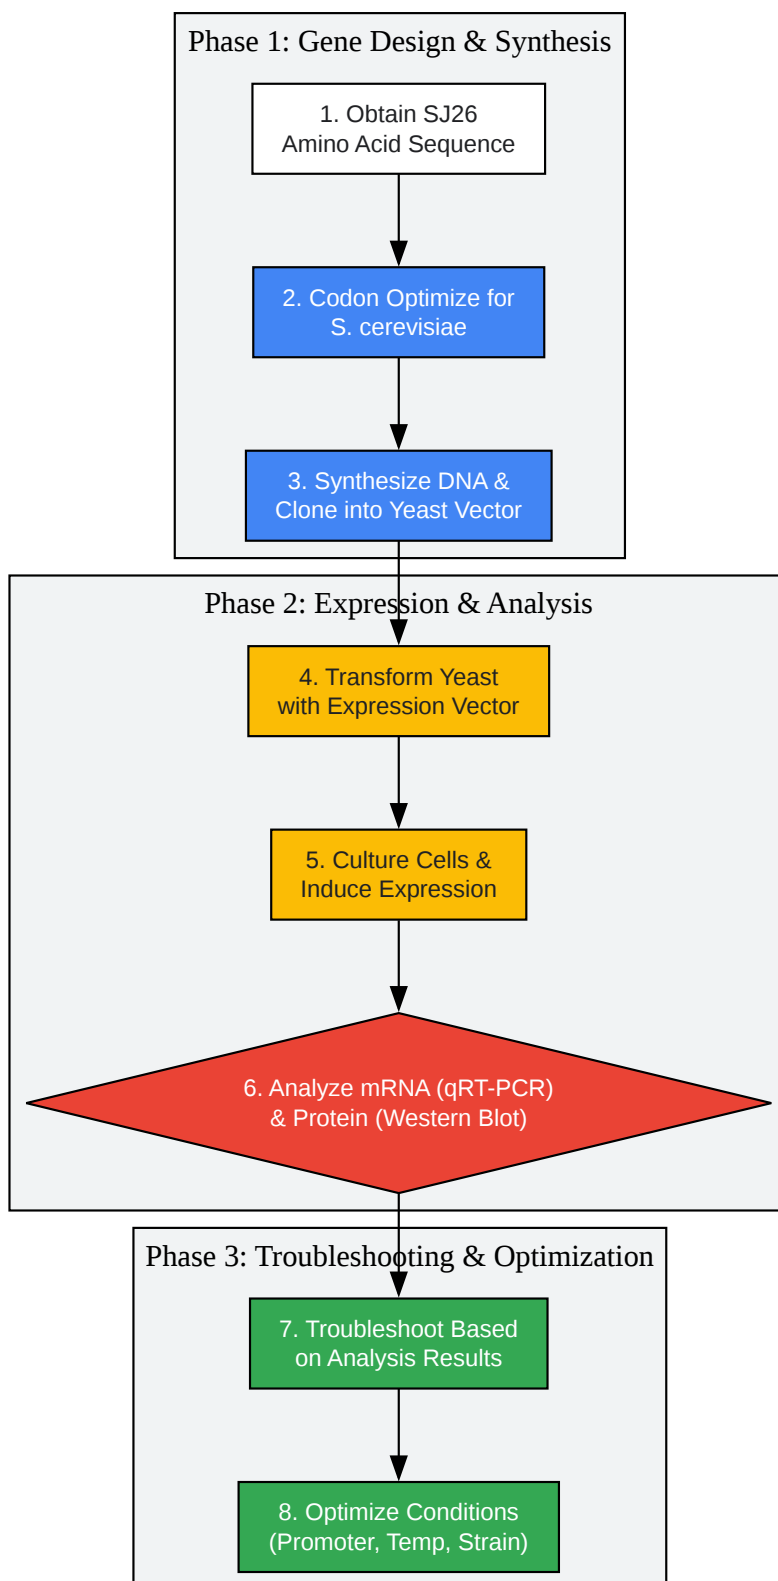 Phase 1: Gene Design & Synthesis
1. Obtain SJ26
Amino Acid Sequence
2. Codon Optimize for
S. cerevisiae
3. Synthesize DNA &
Clone into Yeast Vector
Phase 2: Expression & Analysis
4. Transform Yeast
with Expression Vector
5. Culture Cells &
Induce Expression
6. Analyze mRNA (qRT-PCR)
& Protein (Western Blot)
Phase 3: Troubleshooting & Optimization
7. Troubleshoot Based
on Analysis Results
8. Optimize Conditions
(Promoter, Temp, Strain)